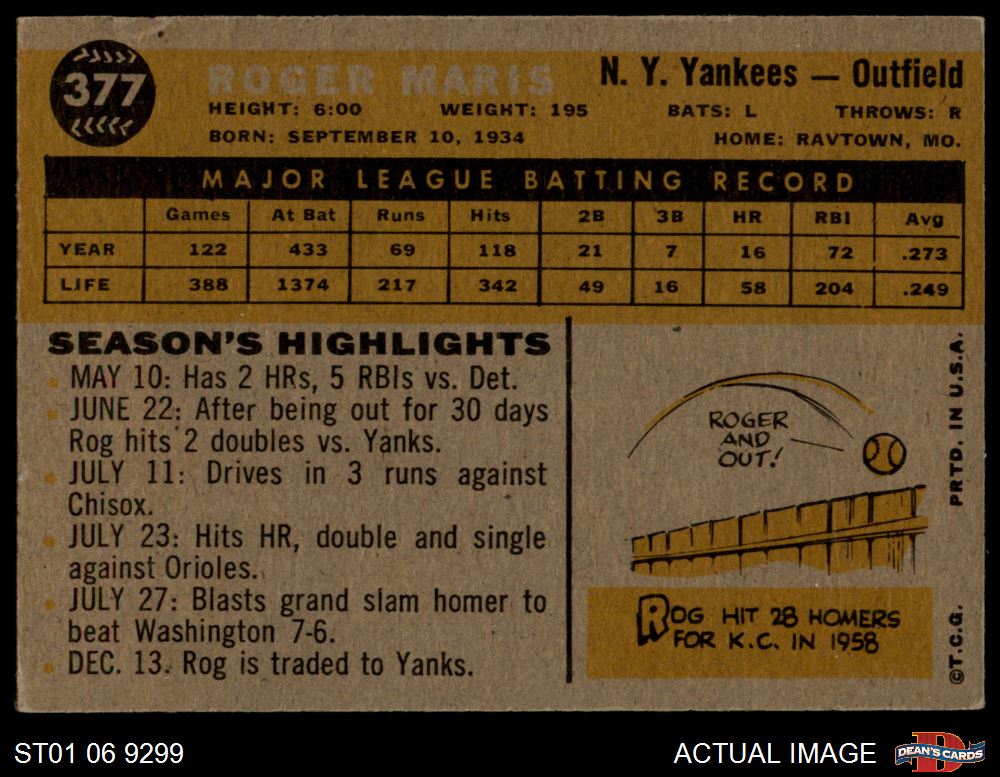 377
ROGER MARIS
N. Y. Yankees — Outfield
HEIGHT: 6:00 WEIGHT: 195 BATS: L THROWS: R
BORN: SEPTEMBER 10, 1934 HOME: RAVTOWN, MO.
MAJOR LEAGUE BATTING RECORD
Games At Bat Runs Hits 2B 3B HR RBI Avg
YEAR 122 433 69 118 21 7 16 72 .273
LIFE 388 1374 217 342 49 16 58 204 .249
SEASON'S HIGHLIGHTS
MAY 10: Has 2 HRs, 5 RBIs vs. Det.
JUNE 22: After being out for 30 days
Rog hits 2 doubles vs. Yanks.
JULY 11: Drives in 3 runs against
Chisox.
JULY 23: Hits HR, double and single
against Orioles.
JULY 27: Blasts grand slam homer to
beat Washington 7-6.
DEC. 13. Rog is traded to Yanks.
ROGER
AND
OUT!
ROG HIT 28 HOMERS
FOR K.C. IN 1958
©T.C.G. PRTD. IN U.S.A.
ST01 06 9299
ACTUAL IMAGE
D
DEAN'S CARDS